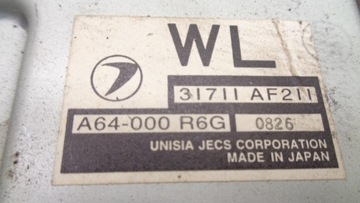 WL
31711 AF211
A64-000 R6G 0826
UNISIA JECS CORPORATION
MADE IN JAPAN